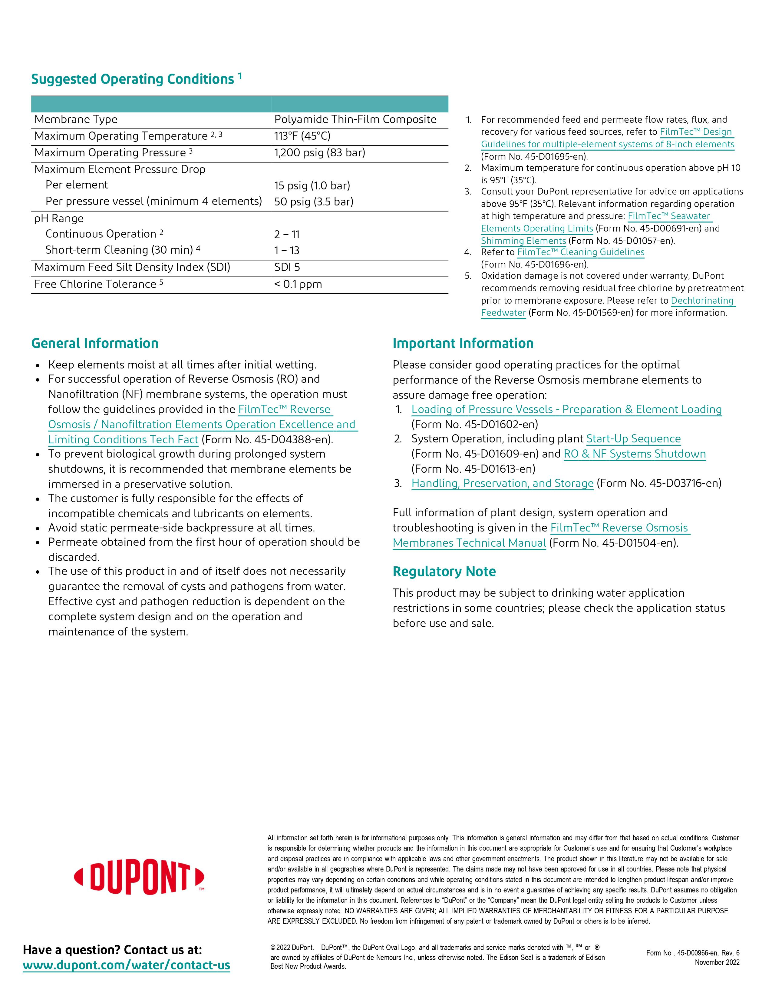 Suggested Operating Conditions 1
Membrane Type Polyamide Thin-Film Composite
Maximum Operating Temperature 2, 3 113°F (45°C)
Maximum Operating Pressure 3 1,200 psig (83 bar)
Maximum Element Pressure Drop
Per element 15 psig (1.0 bar)
Per pressure vessel (minimum 4 elements) 50 psig (3.5 bar)
pH Range
Continuous Operation 2 2 – 11
Short-term Cleaning (30 min) 4 1 – 13
Maximum Feed Silt Density Index (SDI) SDI 5
Free Chlorine Tolerance 5 < 0.1 ppm
1. For recommended feed and permeate flow rates, flux, and
recovery for various feed sources, refer to FilmTec™ Design
Guidelines for multiple-element systems of 8-inch elements
(Form No. 45-D01695-en).
2. Maximum temperature for continuous operation above pH 10
is 95°F (35°C).
3. Consult your DuPont representative for advice on applications
above 95°F (35°C). Relevant information regarding operation
at high temperature and pressure: FilmTec™ Seawater
Elements Operating Limits (Form No. 45-D00691-en) and
Shimming Elements (Form No. 45-D01057-en).
4. Refer to FilmTec™ Cleaning Guidelines
(Form No. 45-D01696-en).
5. Oxidation damage is not covered under warranty, DuPont
recommends removing residual free chlorine by pretreatment
prior to membrane exposure. Please refer to Dechlorinating
Feedwater (Form No. 45-D01569-en) for more information.
General Information
• Keep elements moist at all times after initial wetting.
• For successful operation of Reverse Osmosis (RO) and
Nanofiltration (NF) membrane systems, the operation must
follow the guidelines provided in the FilmTec™ Reverse
Osmosis / Nanofiltration Elements Operation Excellence and
Limiting Conditions Tech Fact (Form No. 45-D04388-en).
• To prevent biological growth during prolonged system
shutdowns, it is recommended that membrane elements be
immersed in a preservative solution.
• The customer is fully responsible for the effects of
incompatible chemicals and lubricants on elements.
• Avoid static permeate-side backpressure at all times.
• Permeate obtained from the first hour of operation should be
discarded.
• The use of this product in and of itself does not necessarily
guarantee the removal of cysts and pathogens from water.
Effective cyst and pathogen reduction is dependent on the
complete system design and on the operation and
maintenance of the system.
Important Information
Please consider good operating practices for the optimal
performance of the Reverse Osmosis membrane elements to
assure damage free operation:
1. Loading of Pressure Vessels - Preparation & Element Loading
(Form No. 45-D01602-en)
2. System Operation, including plant Start-Up Sequence
(Form No. 45-D01609-en) and RO & NF Systems Shutdown
(Form No. 45-D01613-en)
3. Handling, Preservation, and Storage (Form No. 45-D03716-en)
Full information of plant design, system operation and
troubleshooting is given in the FilmTec™ Reverse Osmosis
Membranes Technical Manual (Form No. 45-D01504-en).
Regulatory Note
This product may be subject to drinking water application
restrictions in some countries; please check the application status
before use and sale.
DUPONT™
All information set forth herein is for informational purposes only. This information is general information and may differ from that based on actual conditions. Customer
is responsible for determining whether products and the information in this document are appropriate for Customer's use and for ensuring that Customer's workplace
and disposal practices are in compliance with applicable laws and other government enactments. The product shown in this literature may not be available for sale
and/or available in all geographies where DuPont is represented. The claims made may not have been approved for use in all countries. Please note that physical
properties may vary depending on certain conditions and while operating conditions stated in this document are intended to lengthen product lifespan and/or improve
product performance, it will ultimately depend on actual circumstances and is in no event a guarantee of achieving any specific results. DuPont assumes no obligation
or liability for the information in this document. References to “DuPont” or the “Company” mean the DuPont legal entity selling the products to Customer unless
otherwise expressly noted. NO WARRANTIES ARE GIVEN; ALL IMPLIED WARRANTIES OF MERCHANTABILITY OR FITNESS FOR A PARTICULAR PURPOSE
ARE EXPRESSLY EXCLUDED. No freedom from infringement of any patent or trademark owned by DuPont or others is to be inferred.
Have a question? Contact us at:
www.dupont.com/water/contact-us
©2022 DuPont. DuPont™, the DuPont Oval Logo, and all trademarks and service marks denoted with ™, ℠ or ®
are owned by affiliates of DuPont de Nemours Inc., unless otherwise noted. The Edison Seal is a trademark of Edison
Best New Product Awards.
Form No . 45-D00966-en, Rev. 6
November 2022